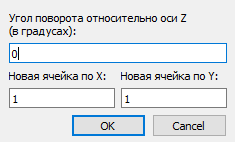 Угол поворота относительно оси Z
(в градусах):
0
Новая ячейка по X: Новая ячейка по Y:
1 1
OK Cancel